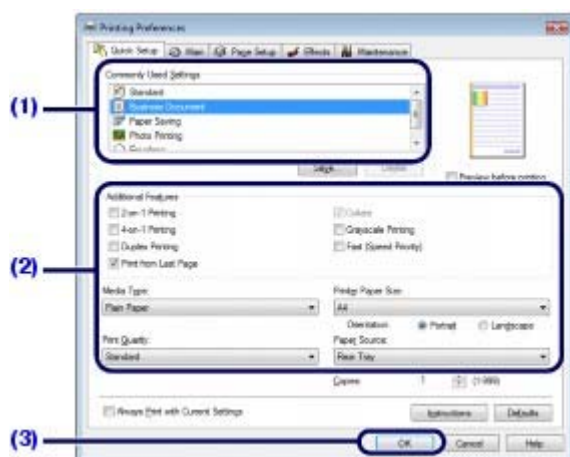 Printing Preferences
Quick Setup Main Page Setup Effects Maintenance
Commonly Used Settings
(1)
Standard
Business Document
Paper Saving
Photo Printing
Envelope
Save... Delete
Preview before printing
Additional Features
2-on-1 Printing
4-on-1 Printing Grayscale Printing
Duplex Printing Fast (Speed Priority)
(2)
Print from Last Page
Media Type: Printer Paper Size:
Plain Paper A4
Orientation: Portrait Landscape
Print Quality: Paper Source:
Standard Rear Tray
Copies: 1 (1-999)
Always Print with Current Settings Instructions Defaults
(3)
OK Cancel Help